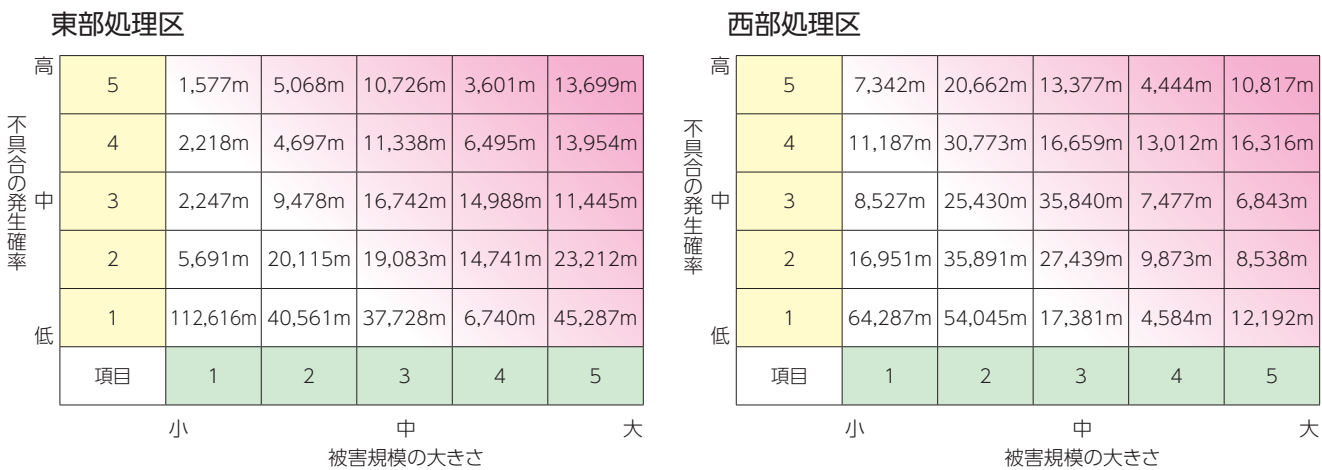 東部処理区
高
5 1,577m 5,068m 10,726m 3,601m 13,699m
4 2,218m 4,697m 11,338m 6,495m 13,954m
不具合の発生確率
中
3 2,247m 9,478m 16,742m 14,988m 11,445m
2 5,691m 20,115m 19,083m 14,741m 23,212m
1 112,616m 40,561m 37,728m 6,740m 45,287m
低
項目 1 2 3 4 5
小 中 大
被害規模の大きさ
西部処理区
高
5 7,342m 20,662m 13,377m 4,444m 10,817m
4 11,187m 30,773m 16,659m 13,012m 16,316m
不具合の発生確率
中
3 8,527m 25,430m 35,840m 7,477m 6,843m
2 16,951m 35,891m 27,439m 9,873m 8,538m
1 64,287m 54,045m 17,381m 4,584m 12,192m
低
項目 1 2 3 4 5
小 中 大
被害規模の大きさ